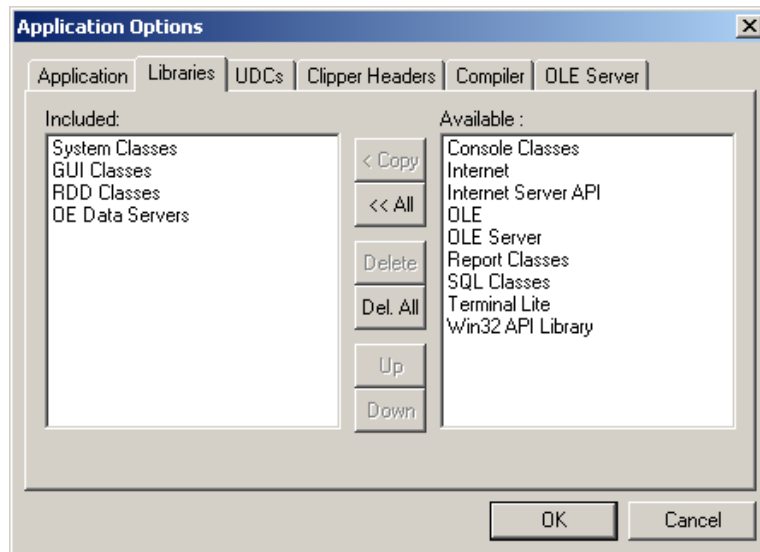 Application Options
Application Libraries UDCs Clipper Headers Compiler OLE Server
Included:
System Classes
GUI Classes
RDD Classes
OE Data Servers
< Copy
<< All
Delete
Del. All
Up
Down
Available :
Console Classes
Internet
Internet Server API
OLE
OLE Server
Report Classes
SQL Classes
Terminal Lite
Win32 API Library
OK Cancel